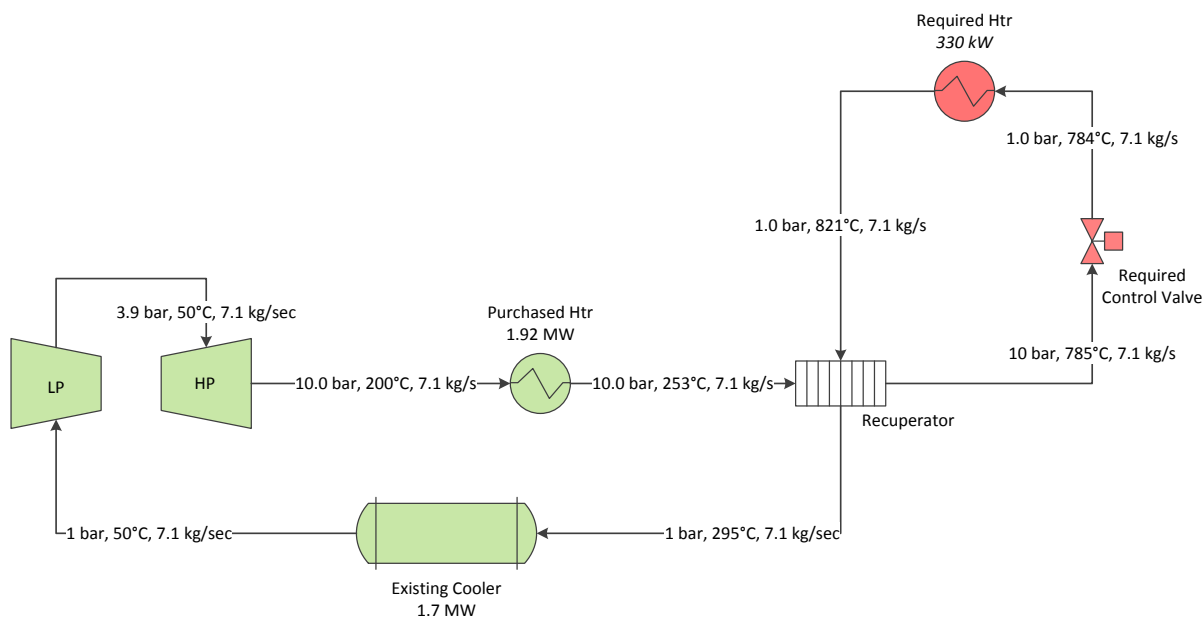 Required Htr
330 kW
1.0 bar, 784°C, 7.1 kg/s
1.0 bar, 821°C, 7.1 kg/s
Required
Control Valve
3.9 bar, 50°C, 7.1 kg/sec
Purchased Htr
1.92 MW
10 bar, 785°C, 7.1 kg/s
LP
HP
10.0 bar, 200°C, 7.1 kg/s
10.0 bar, 253°C, 7.1 kg/s
Recuperator
1 bar, 50°C, 7.1 kg/sec
1 bar, 295°C, 7.1 kg/sec
Existing Cooler
1.7 MW